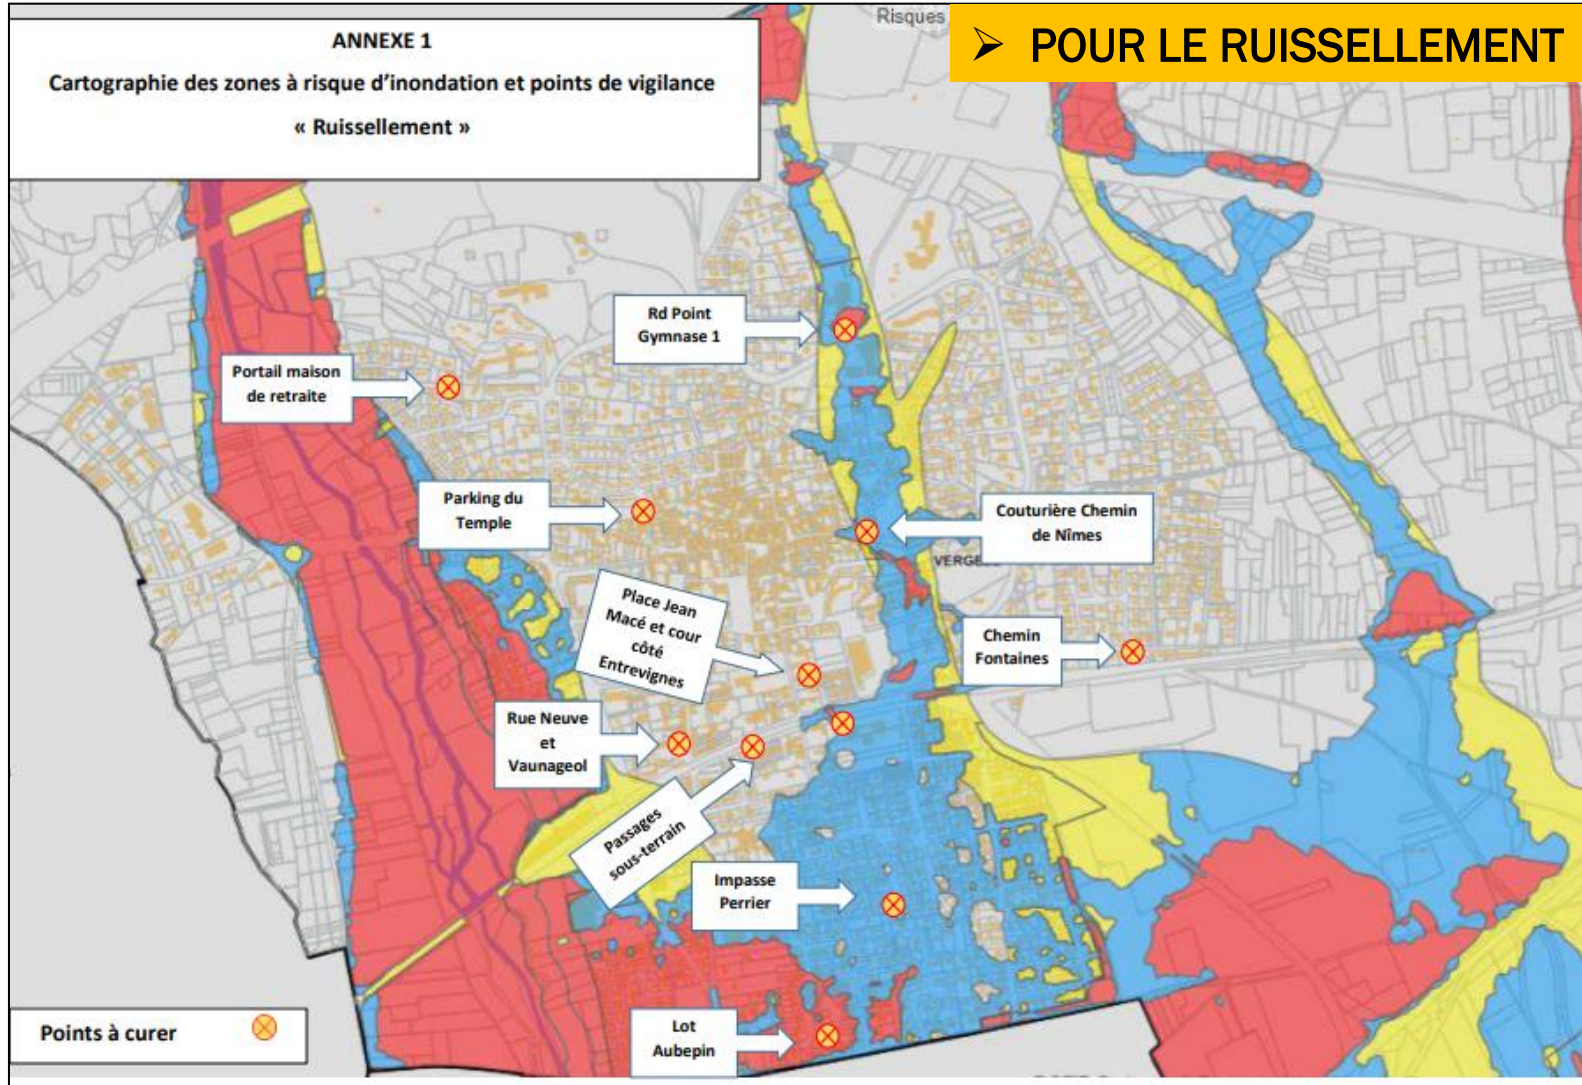 Risques
➢ POUR LE RUISSELLEMENT
ANNEXE 1
Cartographie des zones à risque d'inondation et points de vigilance
« Ruissellement »
Rd Point
Gymnase 1
Portail maison
de retraite
Parking du
Temple
Couturière Chemin
de Nîmes
Place Jean
Macé et cour
côté
Entrevignes
Chemin
Fontaines
Rue Neuve
et
Vaunageol
Passages
sous-terrain
Impasse
Perrier
Lot
Aubepin
Points à curer